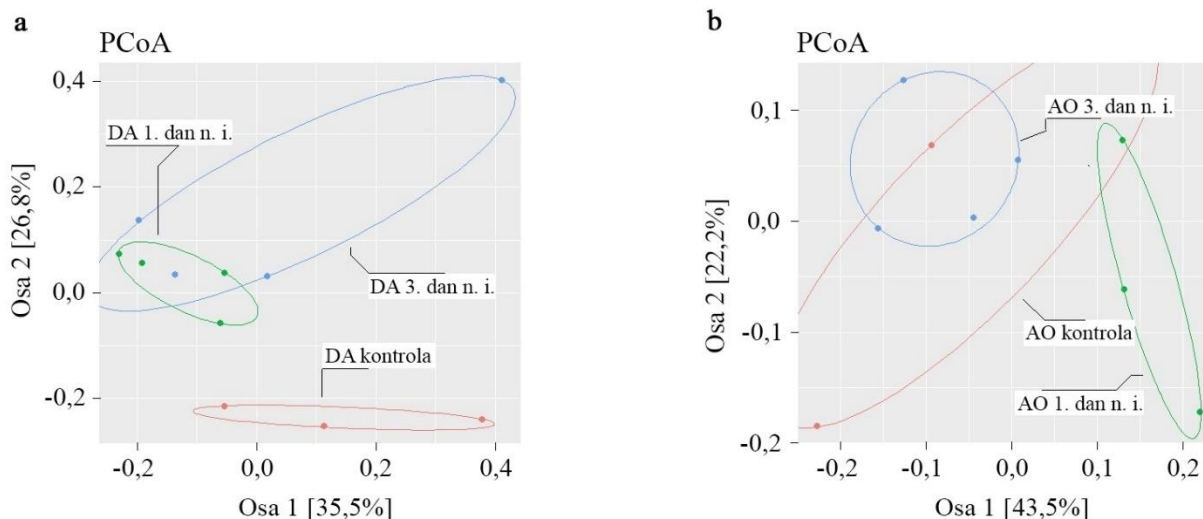 a
PCoA
0,4
0,2
0,0
-0,2
Osa 2 [26,8%]
DA 1. dan n. i.
DA 3. dan n. i.
DA kontrola
-0,2
0,0
0,2
0,4
Osa 1 [35,5%]
b
PCoA
0,1
0,0
-0,1
-0,2
Osa 2 [22,2%]
AO 3. dan n. i.
AO kontrola
AO 1. dan n. i.
-0,2
-0,1
0,0
0,1
0,2
Osa 1 [43,5%]